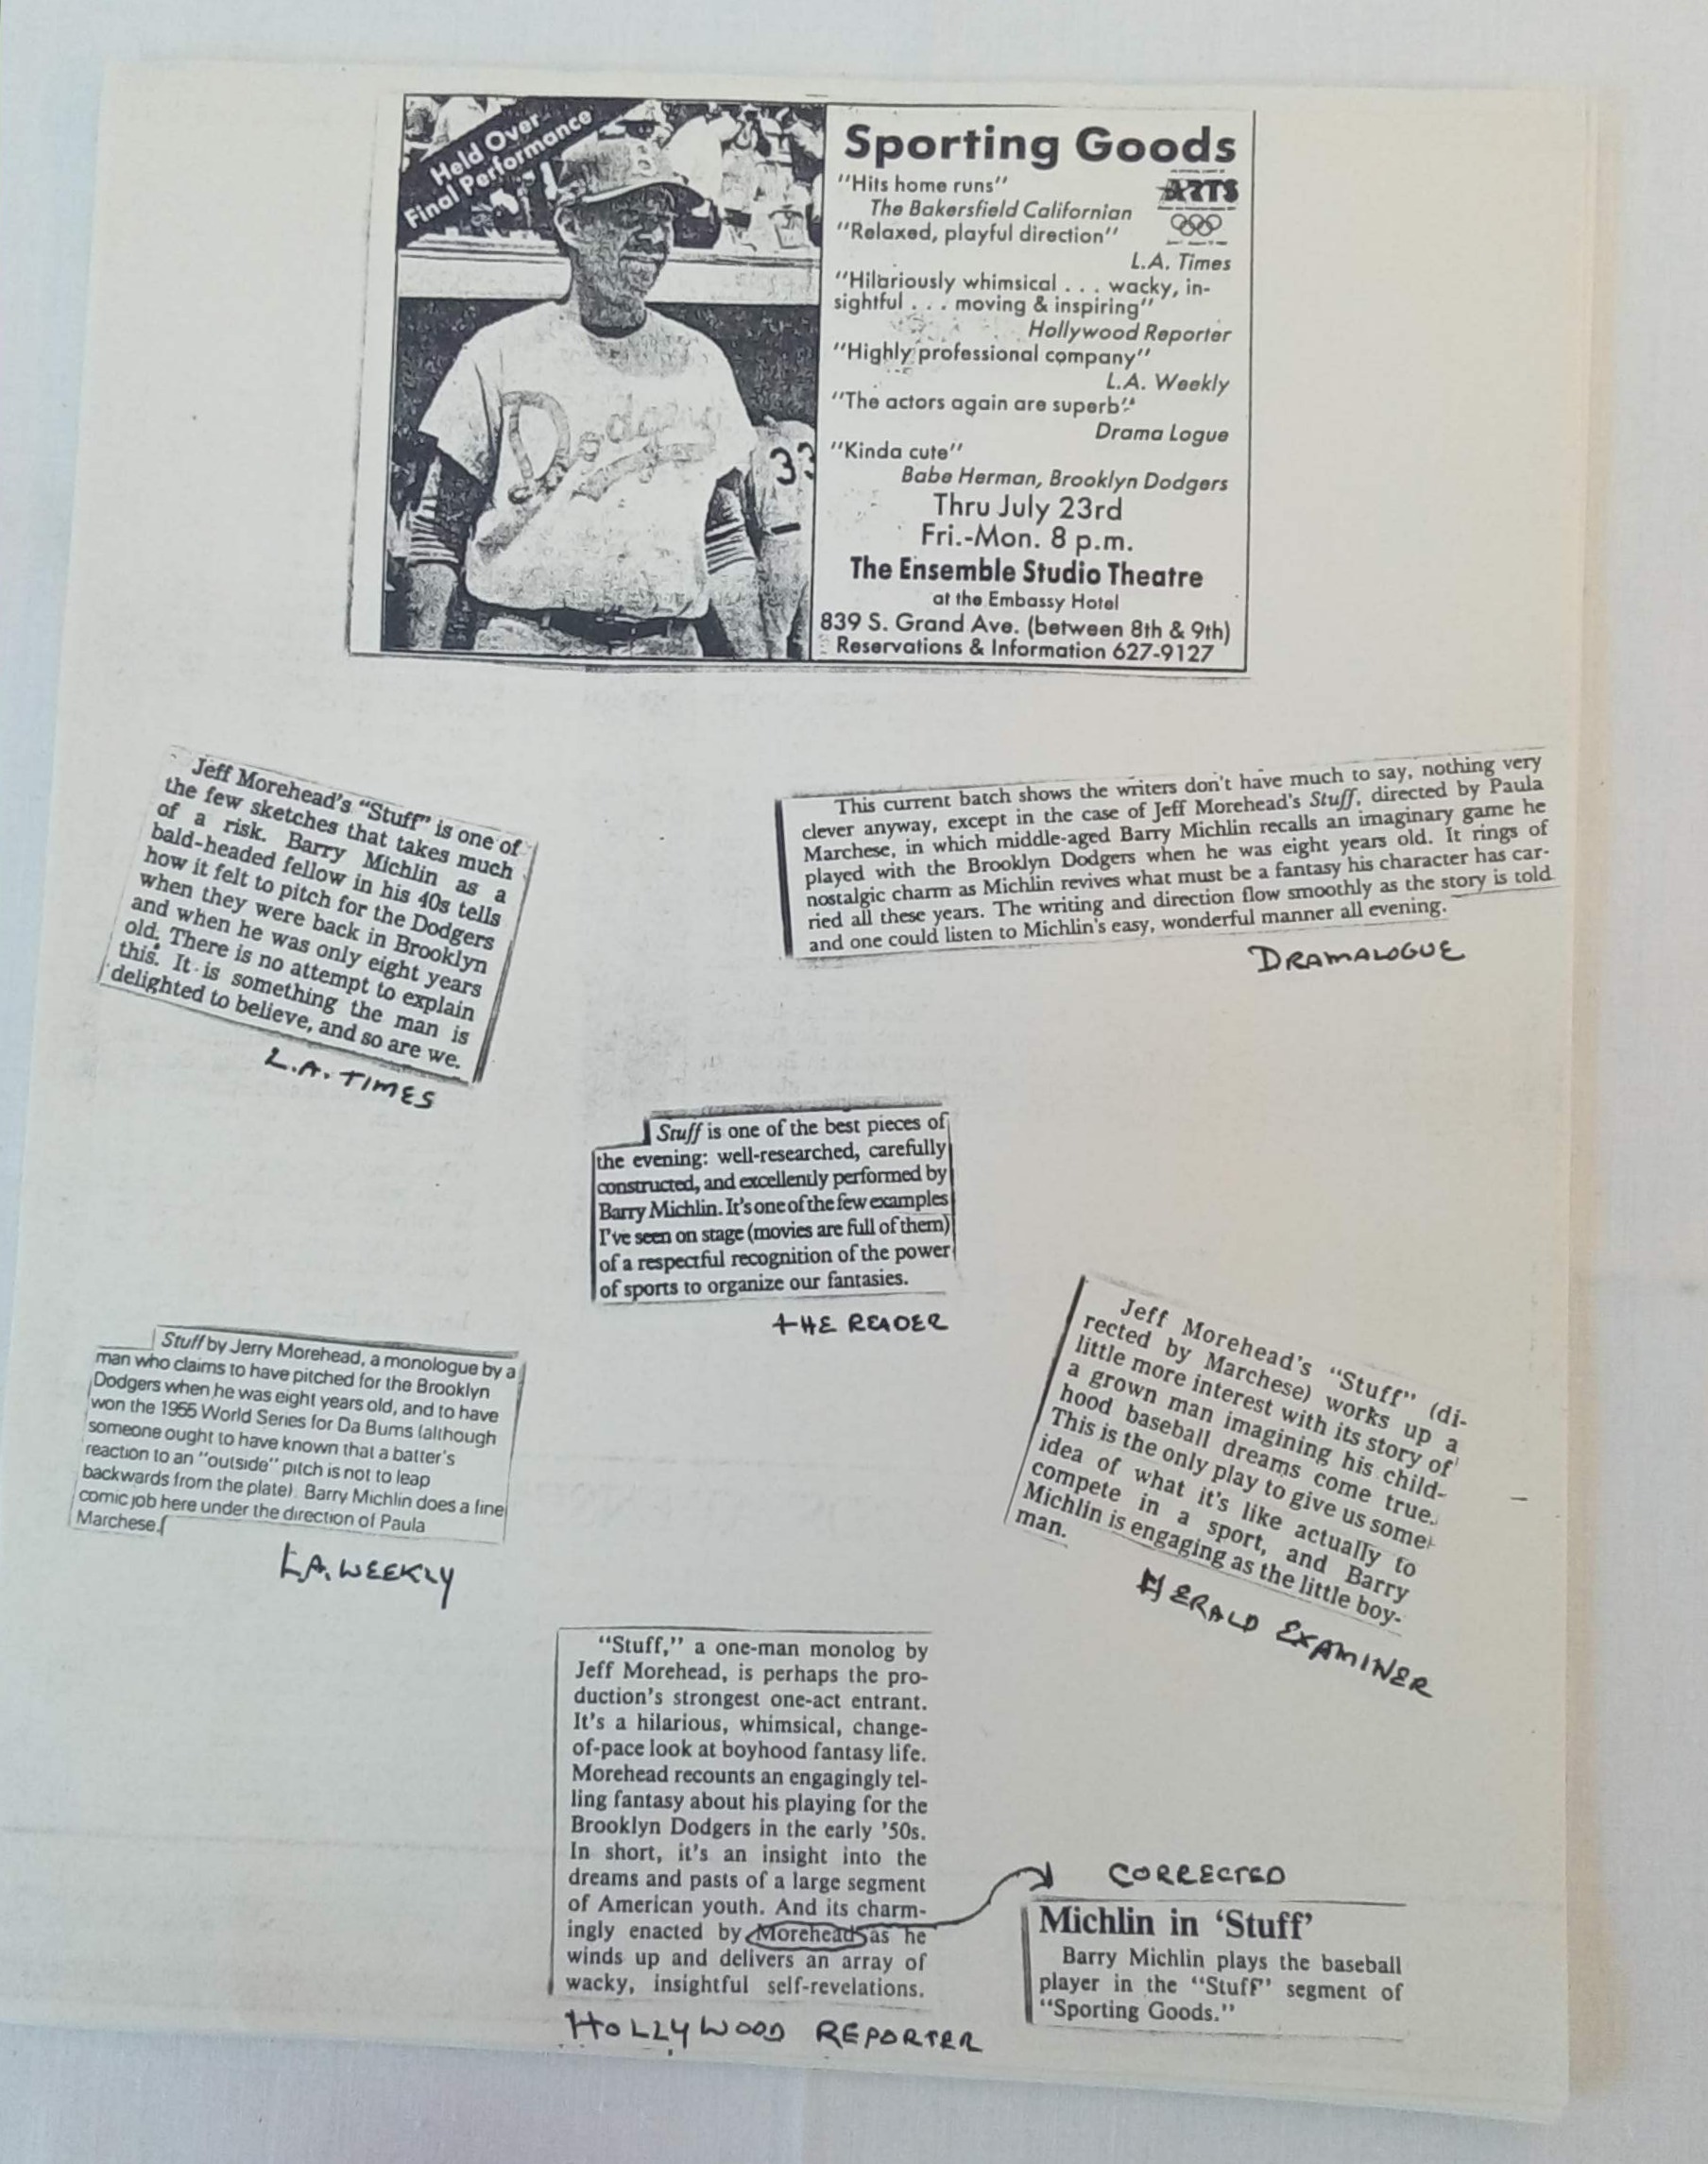 Held Over
Final Performance
Sporting Goods
ARTS
"Hits home runs"
The Bakersfield Californian
"Relaxed, playful direction"
L.A. Times
"Hilariously whimsical . . . wacky, in-
sightful . . . moving & inspiring"
Hollywood Reporter
"Highly professional company"
L.A. Weekly
"The actors again are superb"
Drama Logue
"Kinda cute"
Babe Herman, Brooklyn Dodgers
Thru July 23rd
Fri.-Mon. 8 p.m.
The Ensemble Studio Theatre
at the Embassy Hotel
839 S. Grand Ave. (between 8th & 9th)
Reservations & Information 627-9127
Dodgers
33
Jeff Morehead's "Stuff" is one of
the few sketches that takes much
of a risk. Barry Michlin as a
bald-headed fellow in his 40s tells
how it felt to pitch for the Dodgers
when they were back in Brooklyn
and when he was only eight years
old. There is no attempt to explain
this. It is something the man is
delighted to believe, and so are we.
L.A. TIMES
This current batch shows the writers don't have much to say, nothing very
clever anyway, except in the case of Jeff Morehead's Stuff, directed by Paula
Marchese, in which middle-aged Barry Michlin recalls an imaginary game he
played with the Brooklyn Dodgers when he was eight years old. It rings of
nostalgic charm as Michlin revives what must be a fantasy his character has car-
ried all these years. The writing and direction flow smoothly as the story is told
and one could listen to Michlin's easy, wonderful manner all evening.
DRAMALOGUE
Stuff is one of the best pieces of
the evening: well-researched, carefully
constructed, and excellently performed by
Barry Michlin. It's one of the few examples
I've seen on stage (movies are full of them)
of a respectful recognition of the power
of sports to organize our fantasies.
THE READER
Stuff by Jerry Morehead, a monologue by a
man who claims to have pitched for the Brooklyn
Dodgers when he was eight years old, and to have
won the 1955 World Series for Da Bums (although
someone ought to have known that a batter's
reaction to an "outside" pitch is not to leap
backwards from the plate). Barry Michlin does a fine
comic job here under the direction of Paula
Marchese.
L.A. WEEKLY
Jeff Morehead's "Stuff" (di-
rected by Marchese) works up a
little more interest with its story of
a grown man imagining his child-
hood baseball dreams come true.
This is the only play to give us some
idea of what it's like actually to
compete in a sport, and Barry
Michlin is engaging as the little boy-
man.
HERALD EXAMINER
"Stuff," a one-man monolog by
Jeff Morehead, is perhaps the pro-
duction's strongest one-act entrant.
It's a hilarious, whimsical, change-
of-pace look at boyhood fantasy life.
Morehead recounts an engagingly tel-
ling fantasy about his playing for the
Brooklyn Dodgers in the early '50s.
In short, it's an insight into the
dreams and pasts of a large segment
of American youth. And its charm-
ingly enacted by Morehead as he
winds up and delivers an array of
wacky, insightful self-revelations.
HOLLYWOOD REPORTER
CORRECTED
Michlin in 'Stuff'
Barry Michlin plays the baseball
player in the "Stuff" segment of
"Sporting Goods."